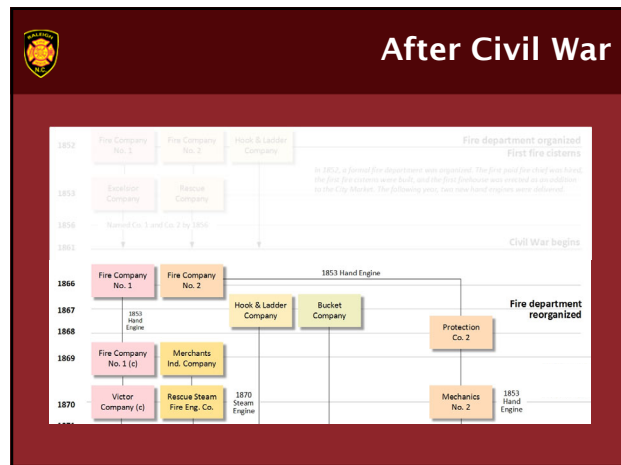 RALEIGH
N.C.
After Civil War
1852
Fire Company
No. 1
Fire Company
No. 2
Hook & Ladder
Company
Fire department organized
First fire cisterns
In 1852, a formal fire department was organized. The first paid fire chief was hired,
the first fire cisterns were built, and the first firehouse was erected as an addition
to the City Market. The following year, two new hand engines were delivered.
1853
Excelsior
Company
Rescue
Company
1856
Named Co. 1 and Co. 2 by 1856
1861
Civil War begins
1866
Fire Company
No. 1
Fire Company
No. 2
1853 Hand Engine
1867
1853
Hand
Engine
Hook & Ladder
Company
Bucket
Company
Fire department
reorganized
1868
Protection
Co. 2
1869
Fire Company
No. 1 (c)
Merchants
Ind. Company
1870
Victor
Company (c)
Rescue Steam
Fire Eng. Co.
1870
Steam
Engine
Mechanics
No. 2
1853
Hand
Engine